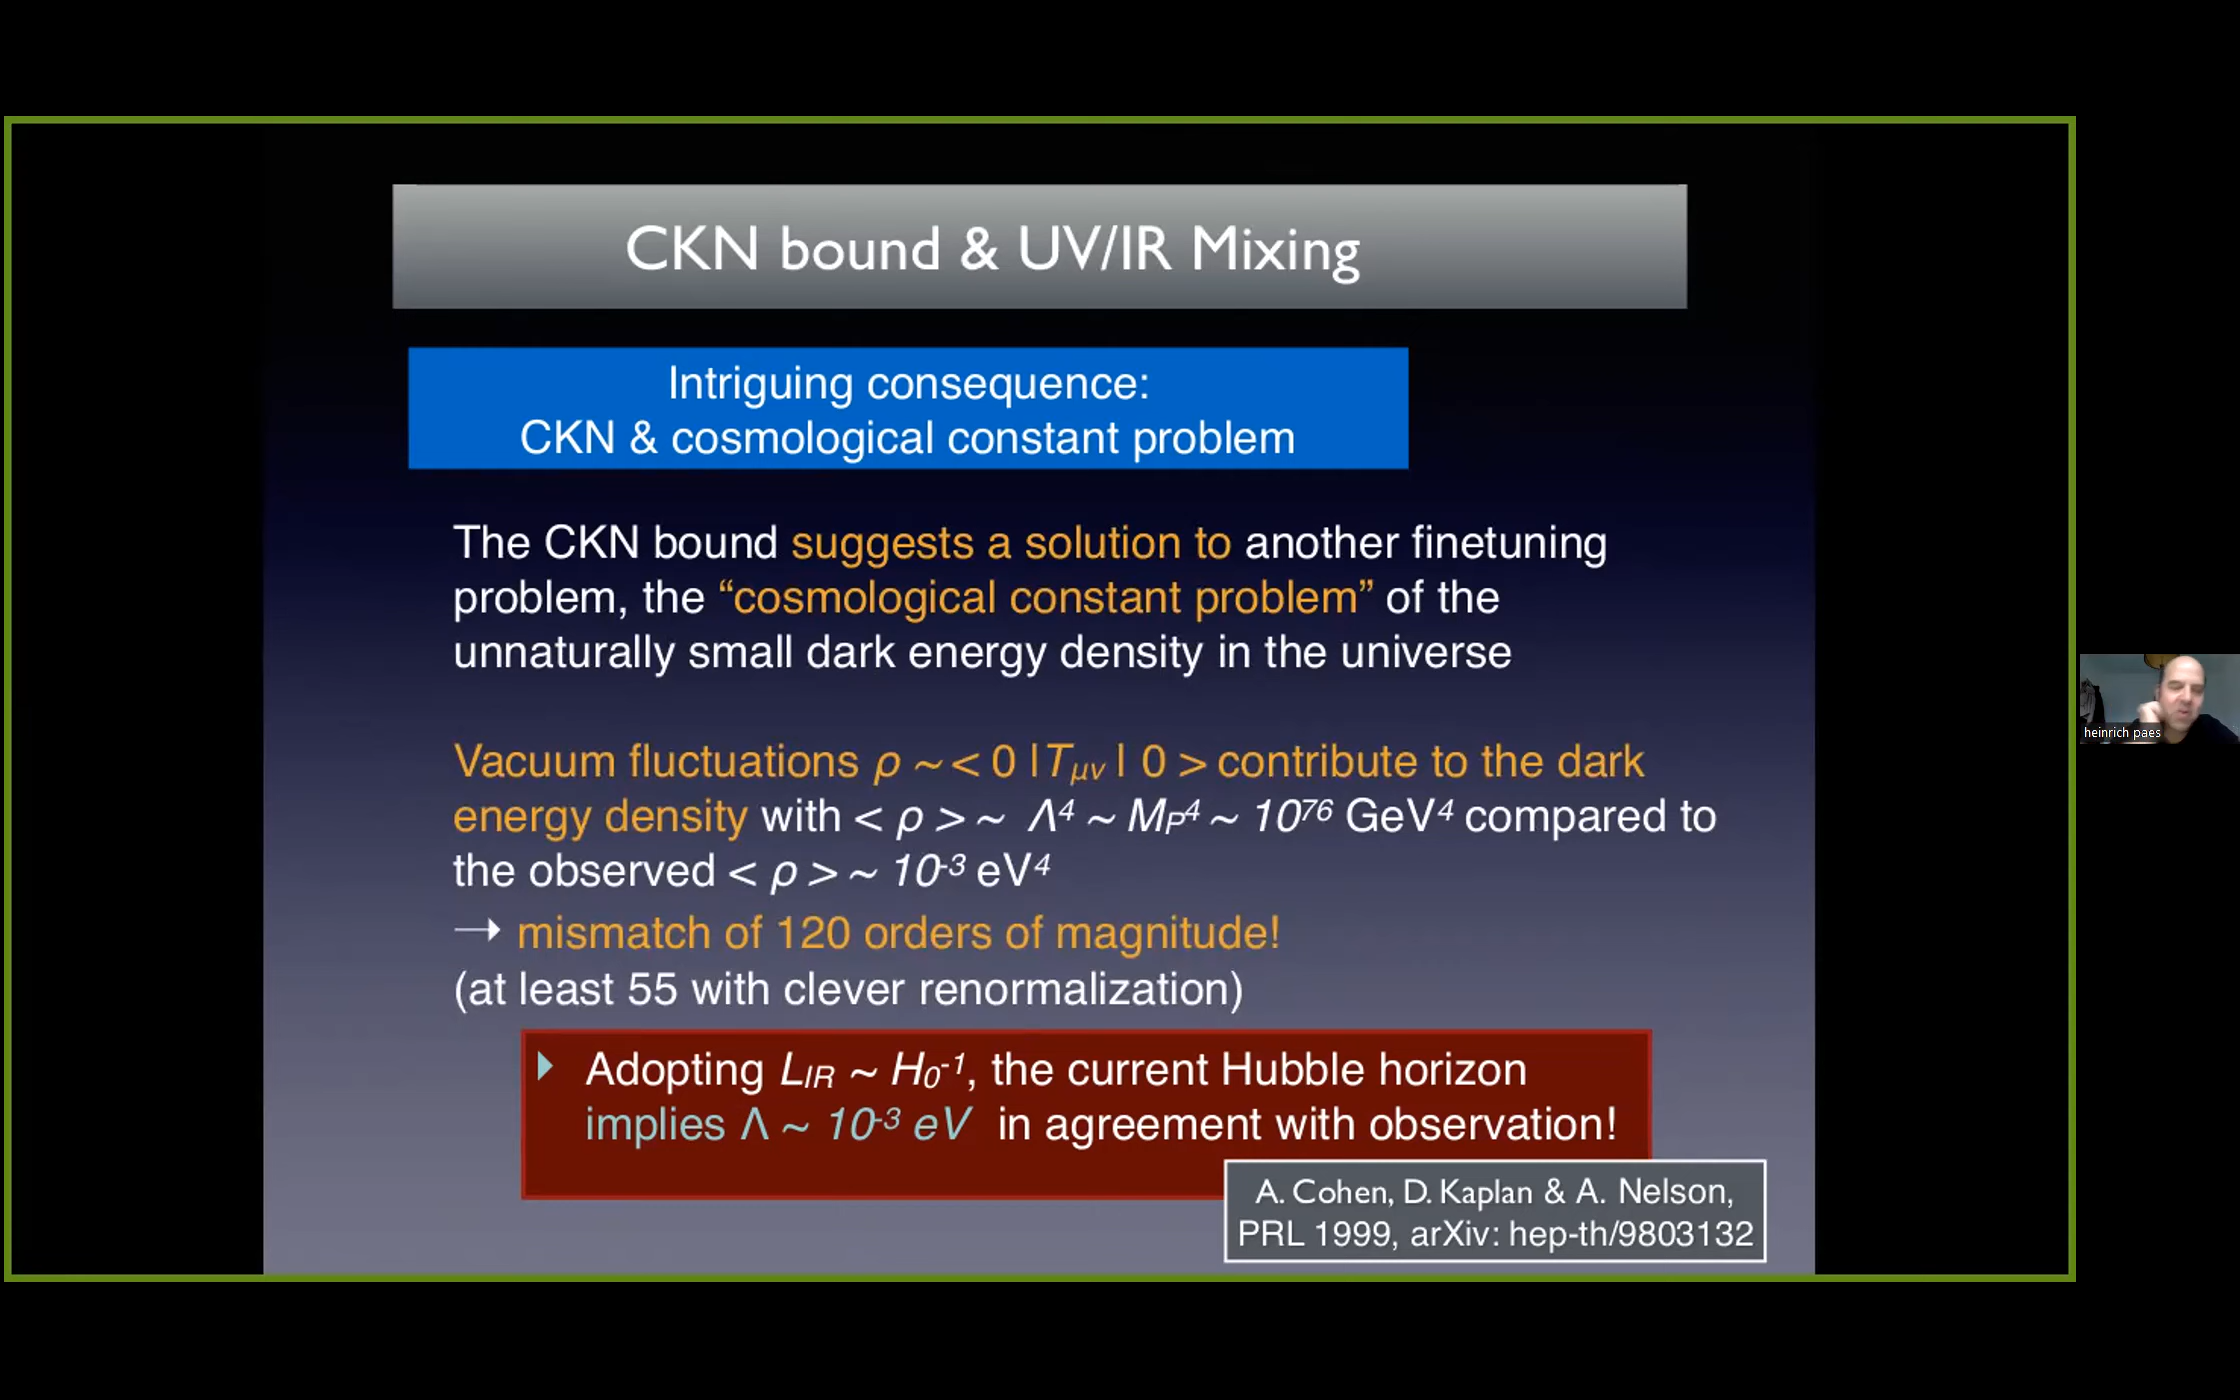 CKN bound & UV/IR Mixing
Intriguing consequence:
CKN & cosmological constant problem
The CKN bound suggests a solution to another finetuning
problem, the “cosmological constant problem” of the
unnaturally small dark energy density in the universe
Vacuum fluctuations ρ ~ < 0 | T_μν | 0 > contribute to the dark
energy density with < ρ > ~ Λ⁴ ~ M_P⁴ ~ 10⁷⁶ GeV⁴ compared to
the observed < ρ > ~ 10⁻³ eV⁴
→ mismatch of 120 orders of magnitude!
(at least 55 with clever renormalization)
Adopting L_IR ~ H₀⁻¹, the current Hubble horizon
implies Λ ~ 10⁻³ eV in agreement with observation!
A. Cohen, D. Kaplan & A. Nelson,
PRL 1999, arXiv: hep-th/9803132
heinrich paes